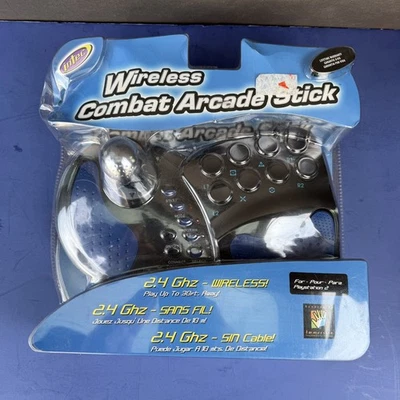 intec
Wireless
Combat Arcade Stick
R2
2.4 Ghz - WIRELESS!
Play Up To 30ft. Away!
For - Pour - Para
Playstation 2
2.4 Ghz - SANS FIL!
Jouez Jusqu'Une Distance De 10 m!
2.4 Ghz - SIN Cable!
Puede Jugar A 10 mts. De Distancia!